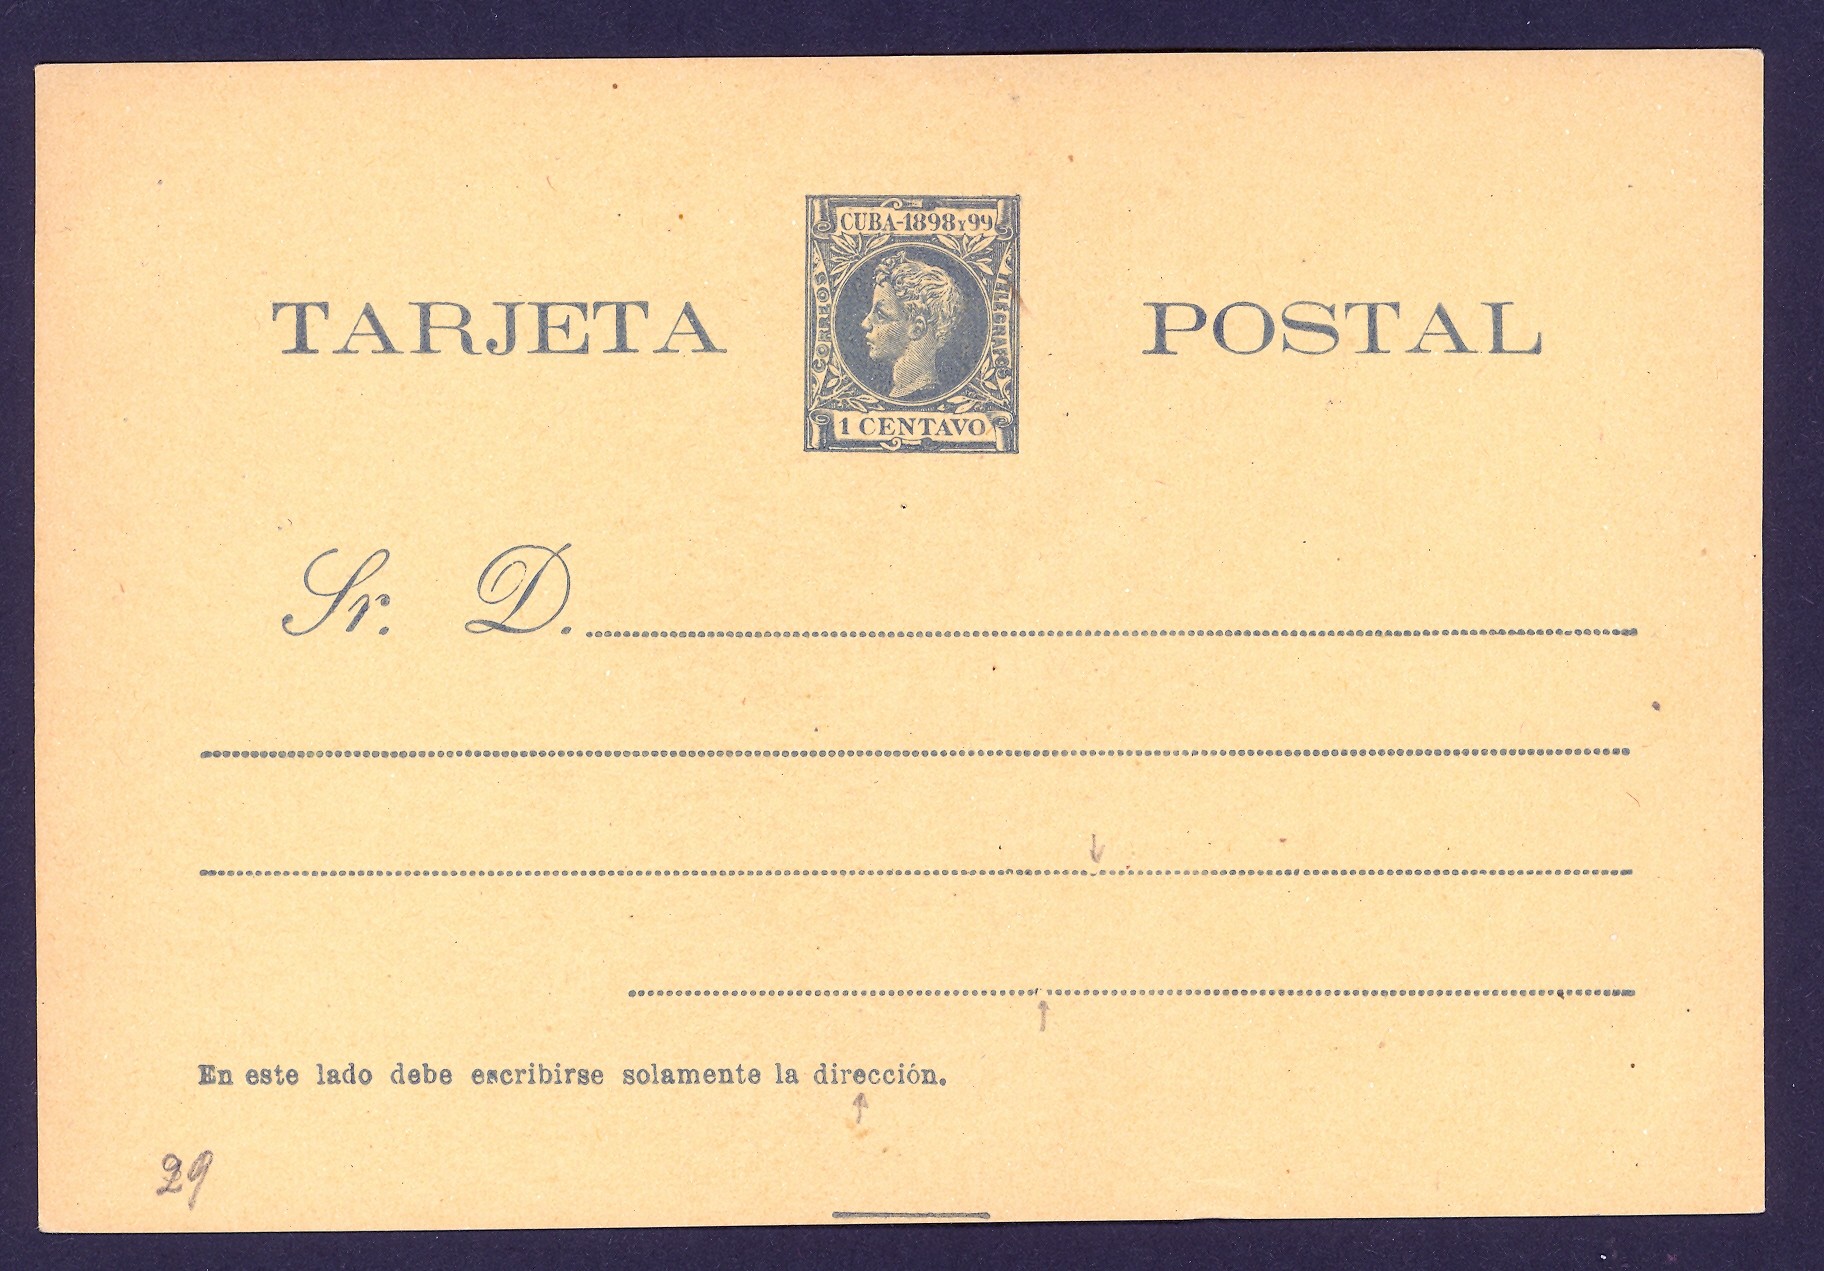 CUBA-1898 Y 99
CORREOS
TELEGRAFOS
1 CENTAVO
TARJETA POSTAL
Sr. D.
En este lado debe escribirse solamente la dirección.
29